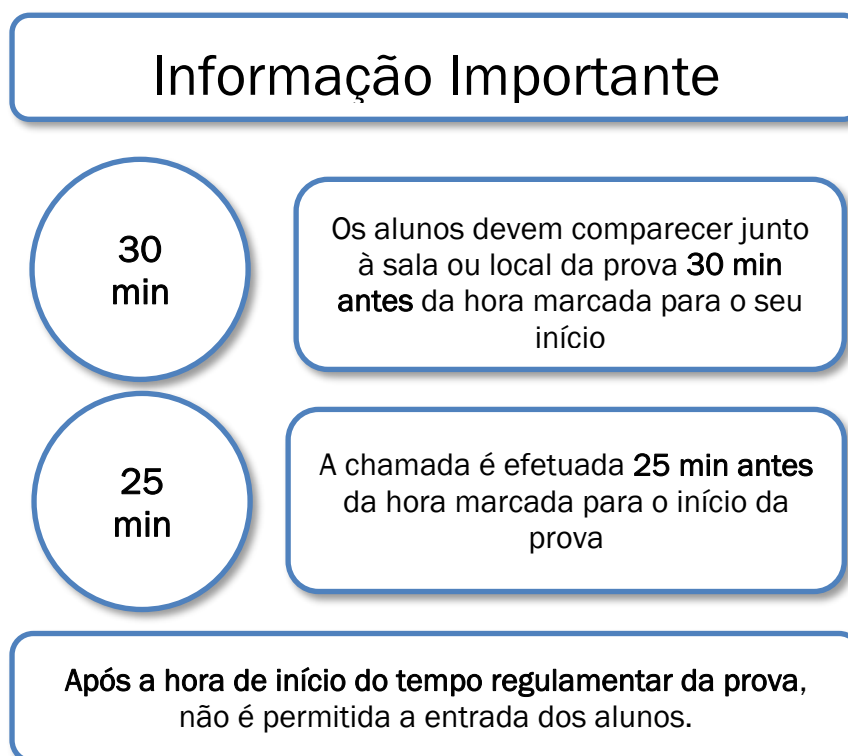 Informação Importante
30
min
Os alunos devem comparecer junto
à sala ou local da prova 30 min
antes da hora marcada para o seu
início
25
min
A chamada é efetuada 25 min antes
da hora marcada para o início da
prova
Após a hora de início do tempo regulamentar da prova,
não é permitida a entrada dos alunos.